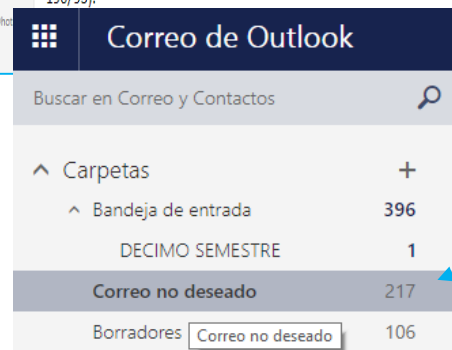 Correo de Outlook
Buscar en Correo y Contactos
Carpetas
Bandeja de entrada 396
DECIMO SEMESTRE 1
Correo no deseado 217
Borradores 106
Correo no deseado